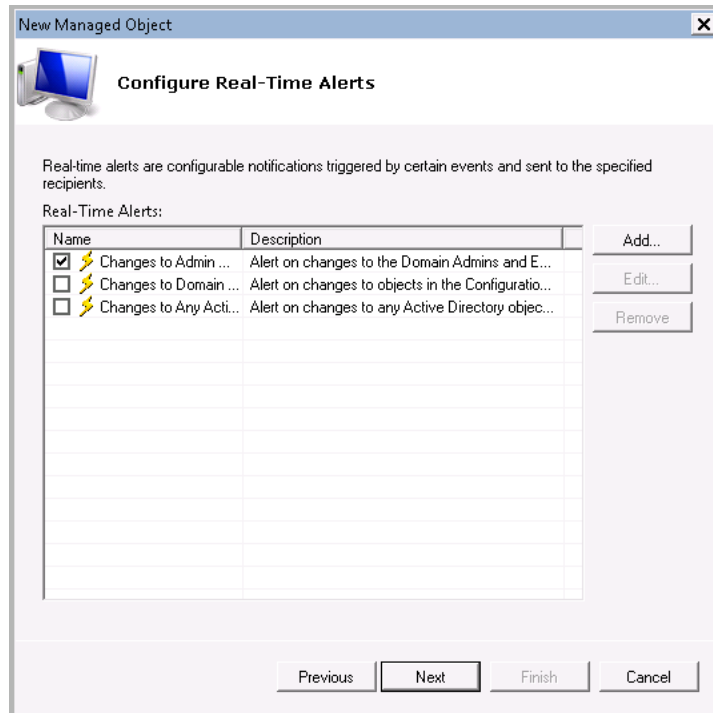 New Managed Object
Configure Real-Time Alerts
Real-time alerts are configurable notifications triggered by certain events and sent to the specified
recipients.
Real-Time Alerts:
Name Description
Changes to Admin ... Alert on changes to the Domain Admins and E...
Changes to Domain ... Alert on changes to objects in the Configuratio...
Changes to Any Acti... Alert on changes to any Active Directory objec...
Add...
Edit...
Remove
Previous Next Finish Cancel